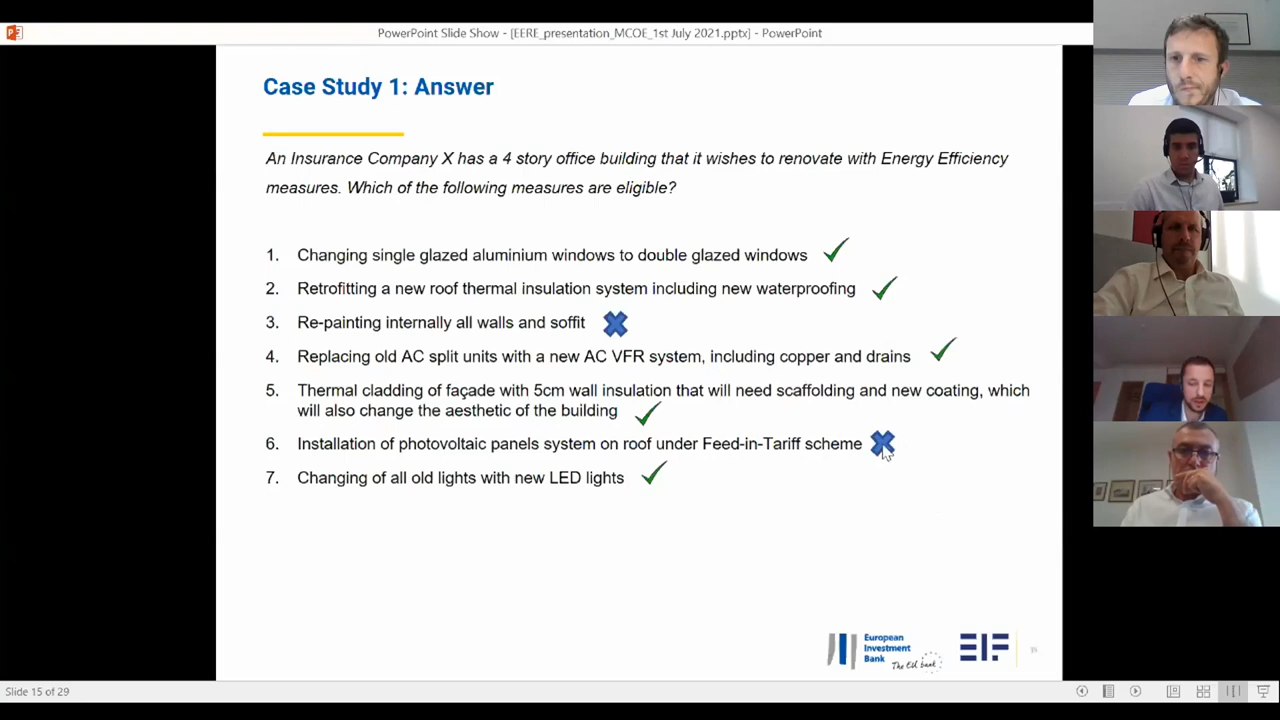 PowerPoint Slide Show - [EERE_presentation_MCOE_1st July 2021.pptx] - PowerPoint
Case Study 1: Answer
An Insurance Company X has a 4 story office building that it wishes to renovate with Energy Efficiency
measures. Which of the following measures are eligible?
1. Changing single glazed aluminium windows to double glazed windows
2. Retrofitting a new roof thermal insulation system including new waterproofing
3. Re-painting internally all walls and soffit
4. Replacing old AC split units with a new AC VFR system, including copper and drains
5. Thermal cladding of façade with 5cm wall insulation that will need scaffolding and new coating, which
will also change the aesthetic of the building
6. Installation of photovoltaic panels system on roof under Feed-in-Tariff scheme
7. Changing of all old lights with new LED lights
European
Investment
Bank
The EU bank
EIF
Slide 15 of 29